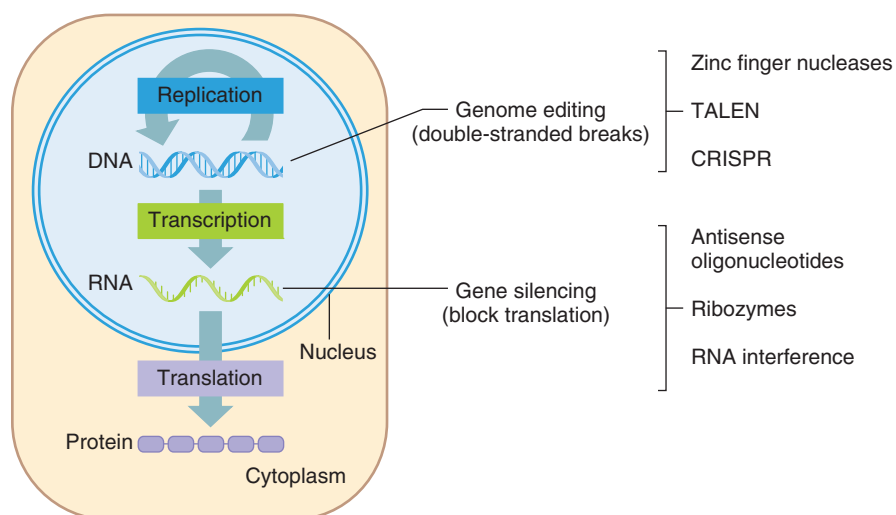 Replication
DNA
Transcription
RNA
Nucleus
Translation
Protein
Cytoplasm
Genome editing
(double-stranded breaks)
Zinc finger nucleases
TALEN
CRISPR
Gene silencing
(block translation)
Antisense
oligonucleotides
Ribozymes
RNA interference